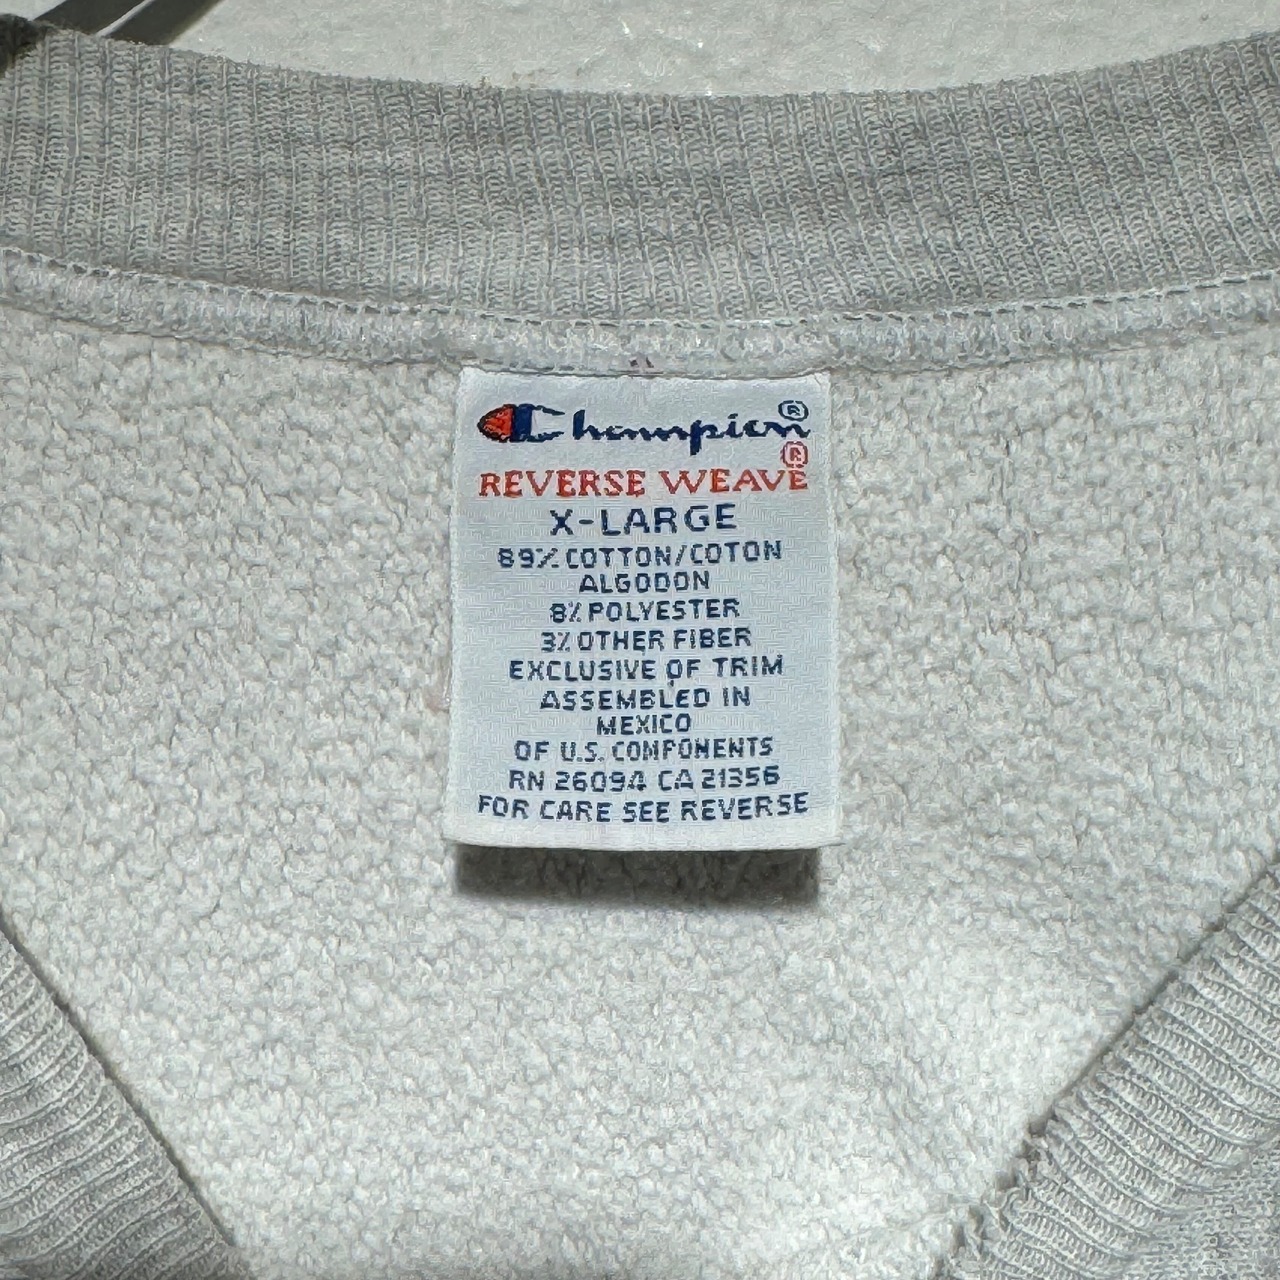 Champion®
REVERSE WEAVE®
X-LARGE
89% COTTON/COTON
ALGODON
8% POLYESTER
3% OTHER FIBER
EXCLUSIVE OF TRIM
ASSEMBLED IN
MEXICO
OF U.S. COMPONENTS
RN 26094 CA 21356
FOR CARE SEE REVERSE